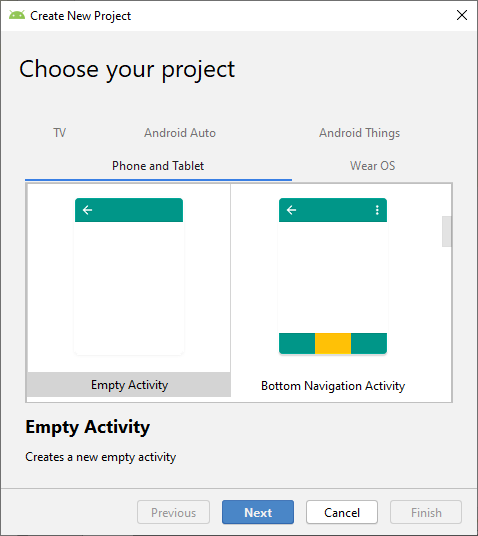 Create New Project
Choose your project
TV Android Auto Android Things
Phone and Tablet Wear OS
Empty Activity Bottom Navigation Activity
Empty Activity
Creates a new empty activity
Previous Next Cancel Finish